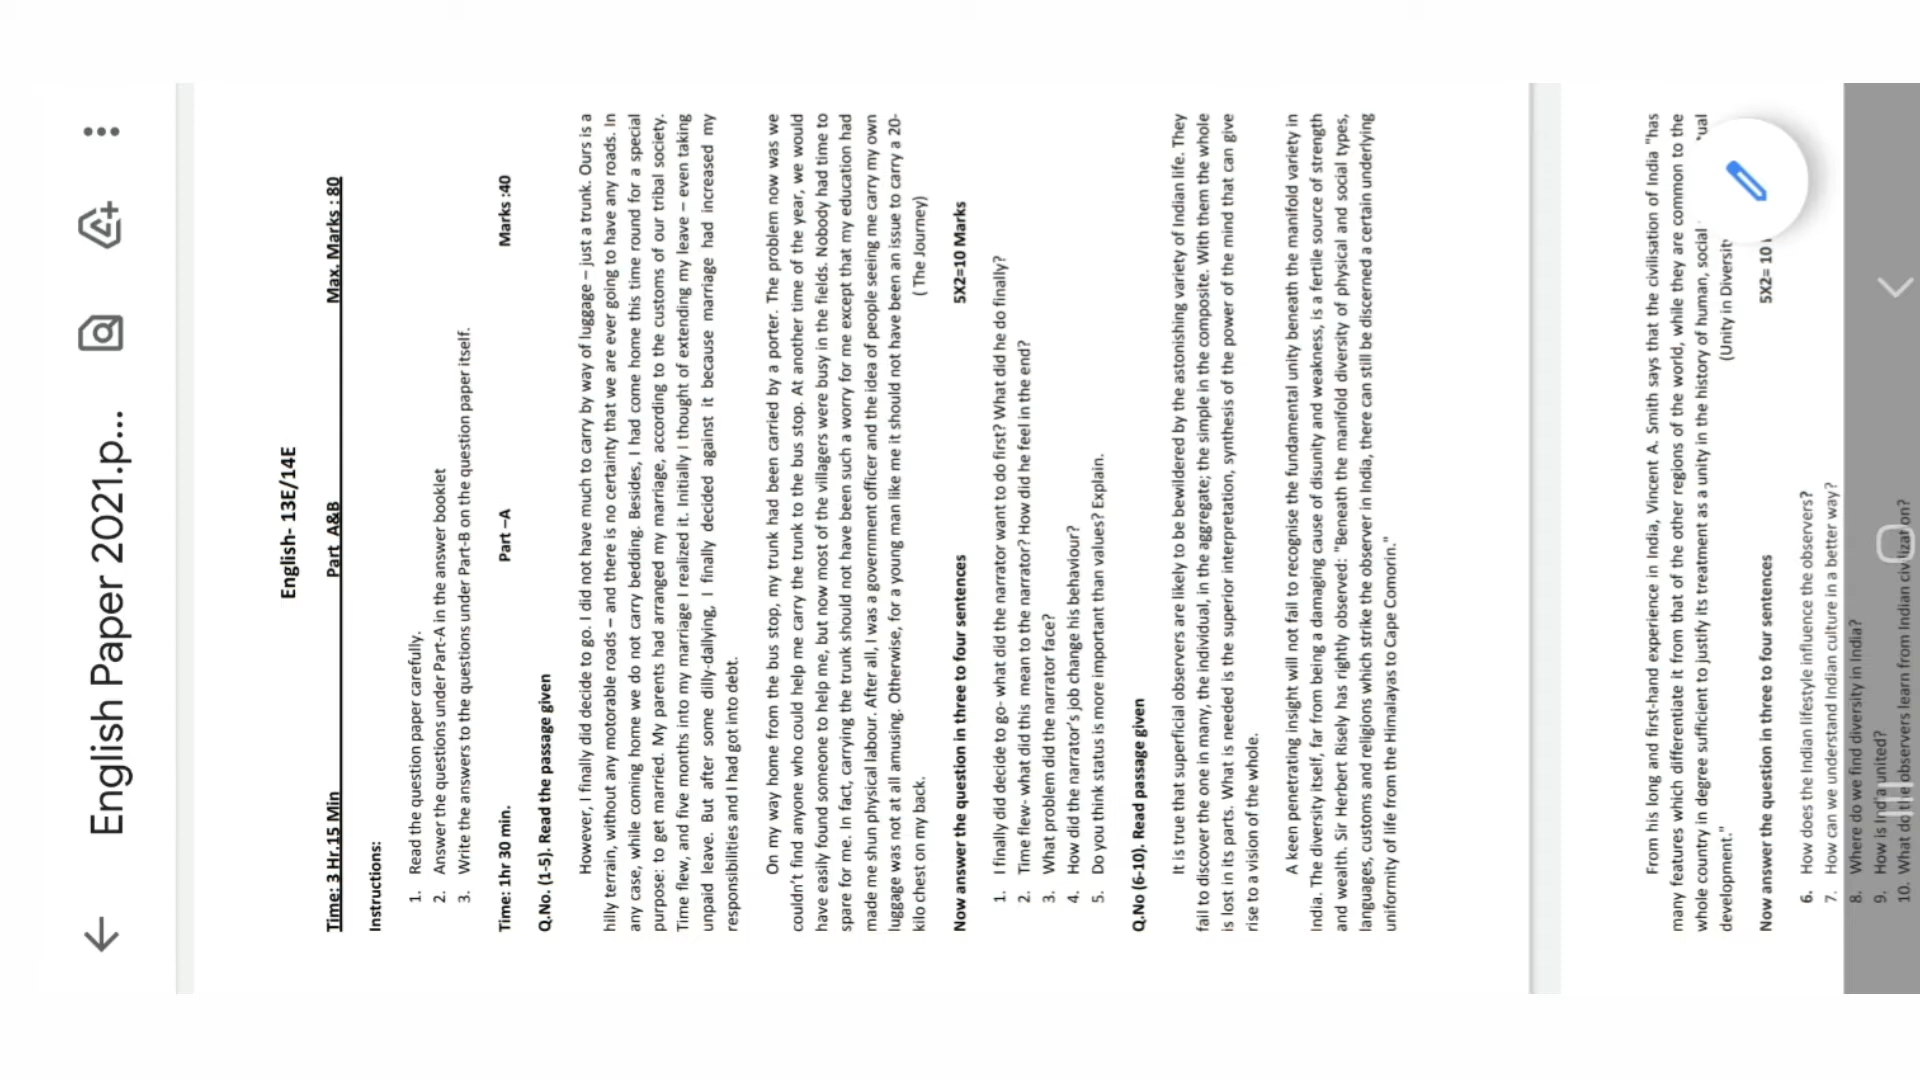 English Paper 2021.p...
English- 13E/14E
Time: 3 Hr.15 Min Part A&B Max. Marks : 80
Instructions:
1. Read the question paper carefully.
2. Answer the questions under Part-A in the answer booklet
3. Write the answers to the questions under Part-B on the question paper itself.
Time: 1hr 30 min. Part –A Marks :40
Q.No. (1-5). Read the passage given
However, I finally did decide to go. I did not have much to carry by way of luggage – just a trunk. Ours is a
hilly terrain, without any motorable roads – and there is no certainty that we are ever going to have any roads. In
any case, while coming home we do not carry bedding. Besides, I had come home this time round for a special
purpose: to get married. My parents had arranged my marriage, according to the customs of our tribal society.
Time flew, and five months into my marriage I realized it. Initially I thought of extending my leave – even taking
unpaid leave. But after some dilly-dallying, I finally decided against it because marriage had increased my
responsibilities and I had got into debt.
On my way home from the bus stop, my trunk had been carried by a porter. The problem now was we
couldn't find anyone who could help me carry the trunk to the bus stop. At another time of the year, we would
have easily found someone to help me, but now most of the villagers were busy in the fields. Nobody had time to
spare for me. In fact, carrying the trunk should not have been such a worry for me except that my education had
made me shun physical labour. After all, I was a government officer and the idea of people seeing me carry my own
luggage was not at all amusing. Otherwise, for a young man like me it should not have been an issue to carry a 20-
kilo chest on my back. ( The Journey)
Now answer the question in three to four sentences 5X2=10 Marks
1. I finally did decide to go- what did the narrator want to do first? What did he do finally?
2. Time flew- what did this mean to the narrator? How did he feel in the end?
3. What problem did the narrator face?
4. How did the narrator's job change his behaviour?
5. Do you think status is more important than values? Explain.
Q.No (6-10). Read passage given
It is true that superficial observers are likely to be bewildered by the astonishing variety of Indian life. They
fail to discover the one in many, the individual, in the aggregate; the simple in the composite. With them the whole
is lost in its parts. What is needed is the superior interpretation, synthesis of the power of the mind that can give
rise to a vision of the whole.
A keen penetrating insight will not fail to recognise the fundamental unity beneath the manifold variety in
India. The diversity itself, far from being a damaging cause of disunity and weakness, is a fertile source of strength
and wealth. Sir Herbert Risely has rightly observed: "Beneath the manifold diversity of physical and social types,
languages, customs and religions which strike the observer in India, there can still be discerned a certain underlying
uniformity of life from the Himalayas to Cape Comorin."
From his long and first-hand experience in India, Vincent A. Smith says that the civilisation of India "has
many features which differentiate it from that of the other regions of the world, while they are common to the
whole country in degree sufficient to justify its treatment as a unity in the history of human, social
development." (Unity in
Now answer the question in three to four sentences 5X2= 10
6. How does the Indian lifestyle influence the observers?
7. How can we understand Indian culture in a better way?
8. Where do we find diversity in India?
9. How is India united?
10. What do the observers learn from Indian civilization?